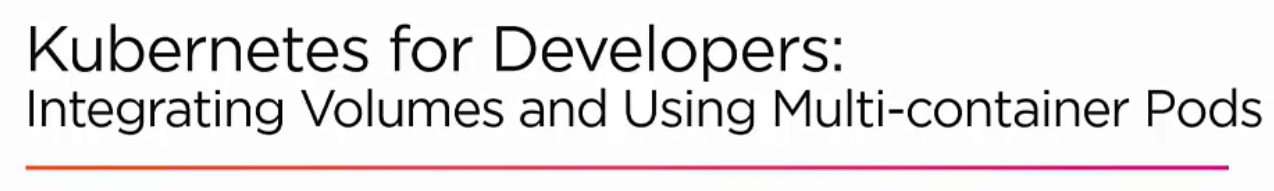 Kubernetes for Developers:
Integrating Volumes and Using Multi-container Pods